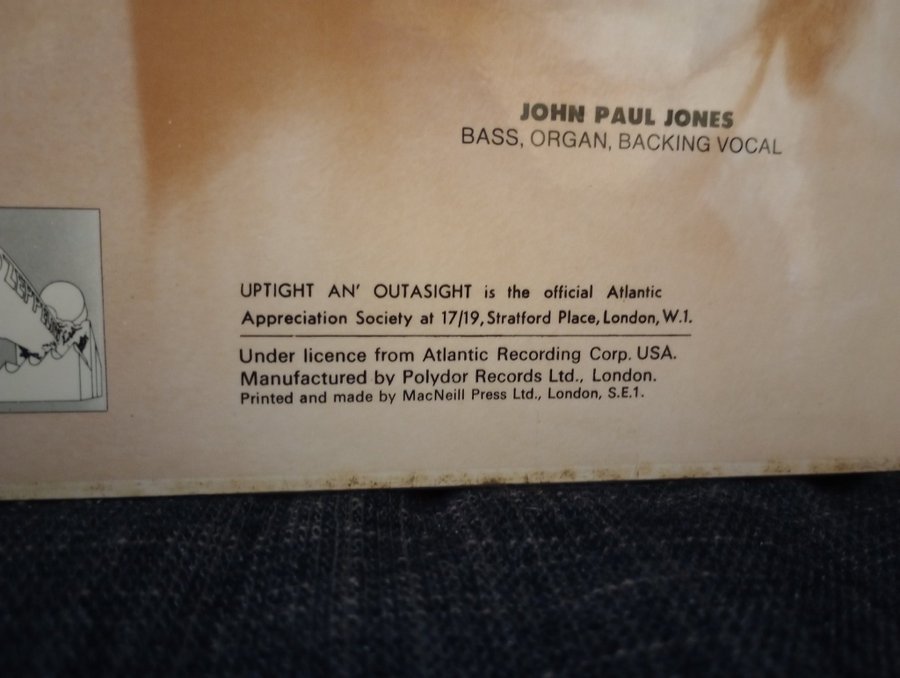 JOHN PAUL JONES
BASS, ORGAN, BACKING VOCAL
UPTIGHT AN' OUTASIGHT is the official Atlantic
Appreciation Society at 17/19, Stratford Place, London, W.1.
Under licence from Atlantic Recording Corp. USA.
Manufactured by Polydor Records Ltd., London.
Printed and made by MacNeill Press Ltd., London, S.E.1.